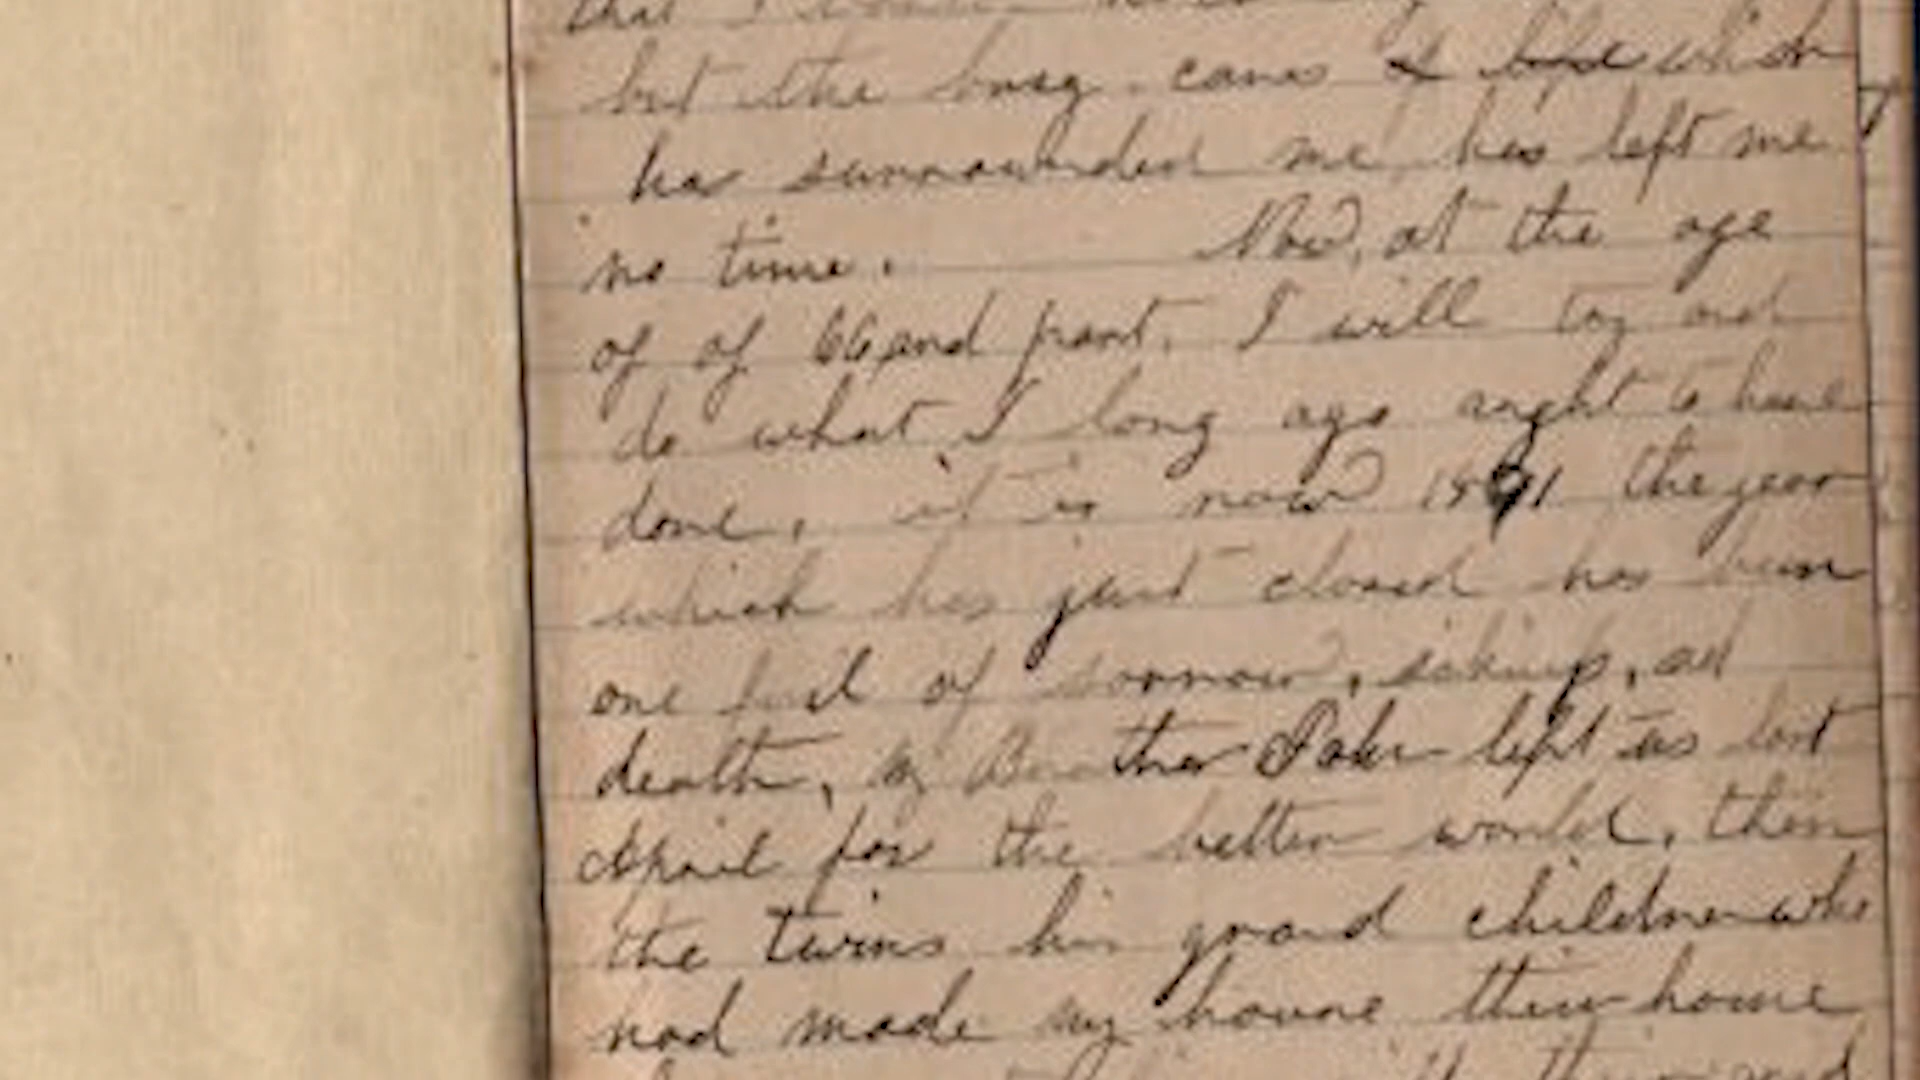 that I
but the busy cares of life which
has surrounded me has left me
no time. Now, at the age
of of 66 and past, I will try and
do what I long ago aught to have
done, it is now 1891 the year
which has just closed has been
one full of sorrow, sickness, and
death, My Brother left us last
April for the better world, then
the twins his grand children who
had made my house their home